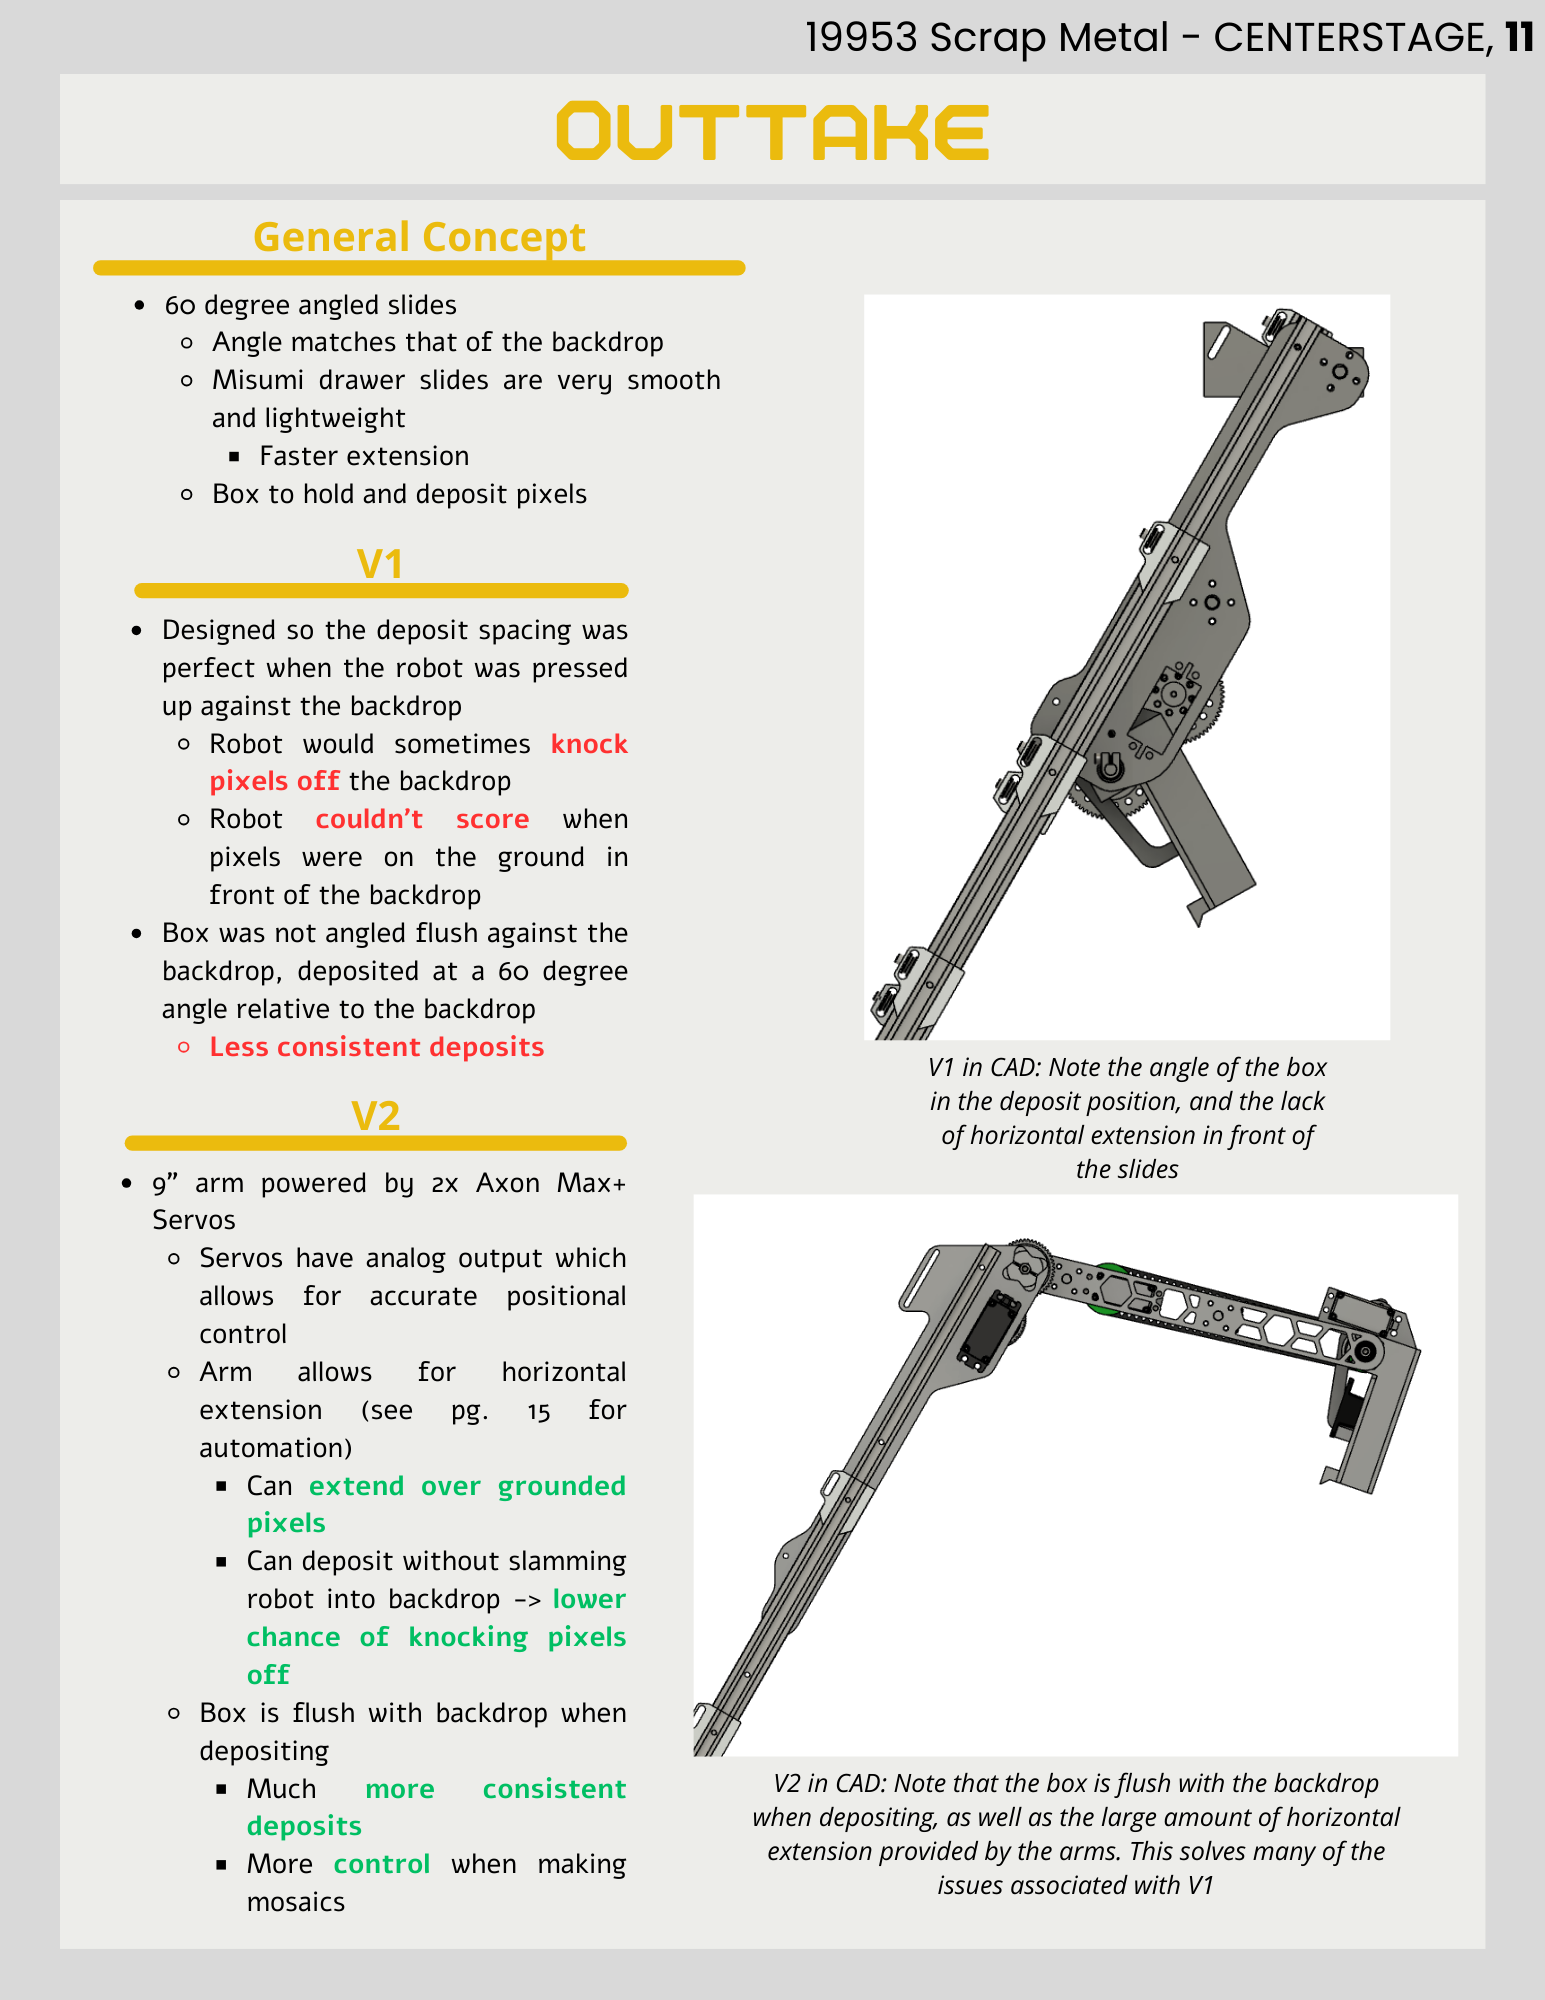 19953 Scrap Metal - CENTERSTAGE, 11
OUTTAKE
General Concept
• 60 degree angled slides
○ Angle matches that of the backdrop
○ Misumi drawer slides are very smooth
and lightweight
▪ Faster extension
○ Box to hold and deposit pixels
V1
• Designed so the deposit spacing was
perfect when the robot was pressed
up against the backdrop
○ Robot would sometimes knock
pixels off the backdrop
○ Robot couldn't score when
pixels were on the ground in
front of the backdrop
• Box was not angled flush against the
backdrop, deposited at a 60 degree
angle relative to the backdrop
○ Less consistent deposits
V2
• 9” arm powered by 2x Axon Max+
Servos
○ Servos have analog output which
allows for accurate positional
control
○ Arm allows for horizontal
extension (see pg. 15 for
automation)
▪ Can extend over grounded
pixels
▪ Can deposit without slamming
robot into backdrop -> lower
chance of knocking pixels
off
○ Box is flush with backdrop when
depositing
▪ Much more consistent
deposits
▪ More control when making
mosaics
V1 in CAD: Note the angle of the box
in the deposit position, and the lack
of horizontal extension in front of
the slides
V2 in CAD: Note that the box is flush with the backdrop
when depositing, as well as the large amount of horizontal
extension provided by the arms. This solves many of the
issues associated with V1